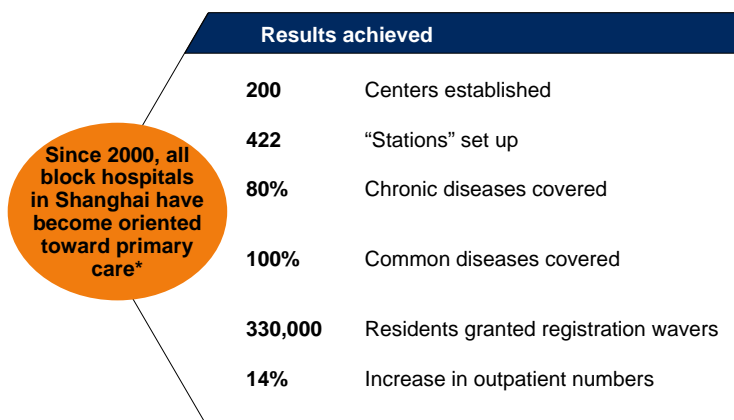 Results achieved
Since 2000, all
block hospitals
in Shanghai have
become oriented
toward primary
care*
200 Centers established
422 “Stations” set up
80% Chronic diseases covered
100% Common diseases covered
330,000 Residents granted registration wavers
14% Increase in outpatient numbers